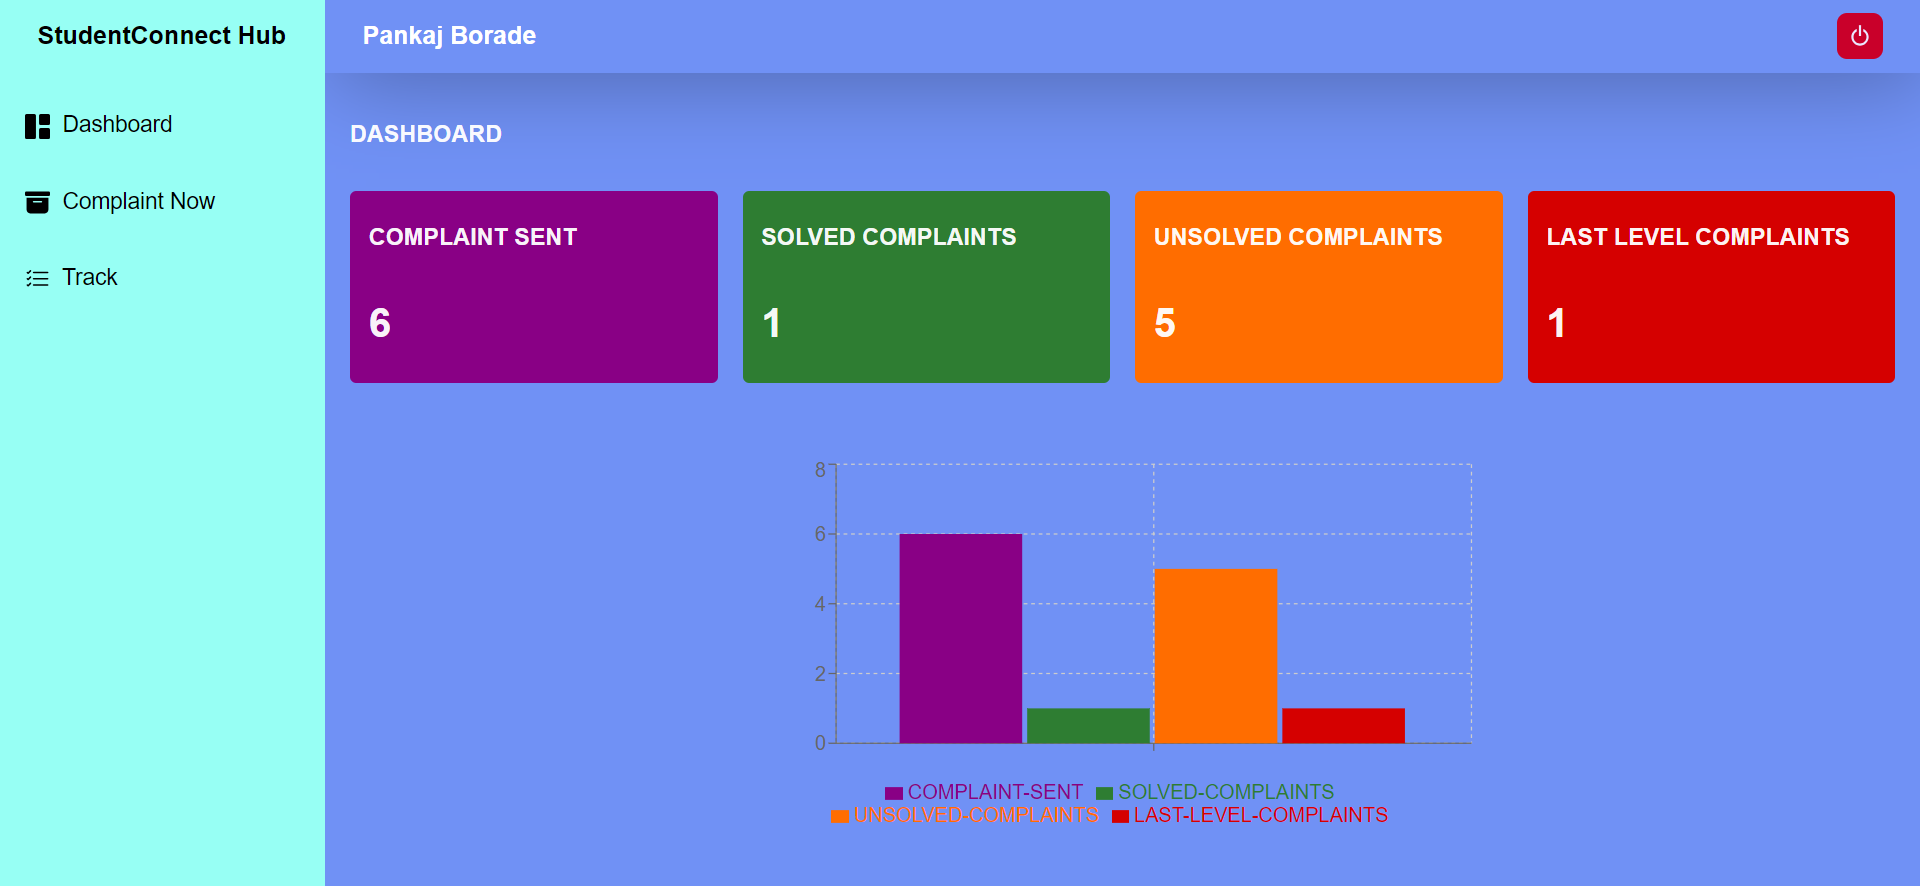 StudentConnect Hub
Pankaj Borade
Dashboard
Complaint Now
Track
DASHBOARD
COMPLAINT SENT
6
SOLVED COMPLAINTS
1
UNSOLVED COMPLAINTS
5
LAST LEVEL COMPLAINTS
1
8
6
4
2
0
COMPLAINT-SENT SOLVED-COMPLAINTS
UNSOLVED-COMPLAINTS LAST-LEVEL-COMPLAINTS